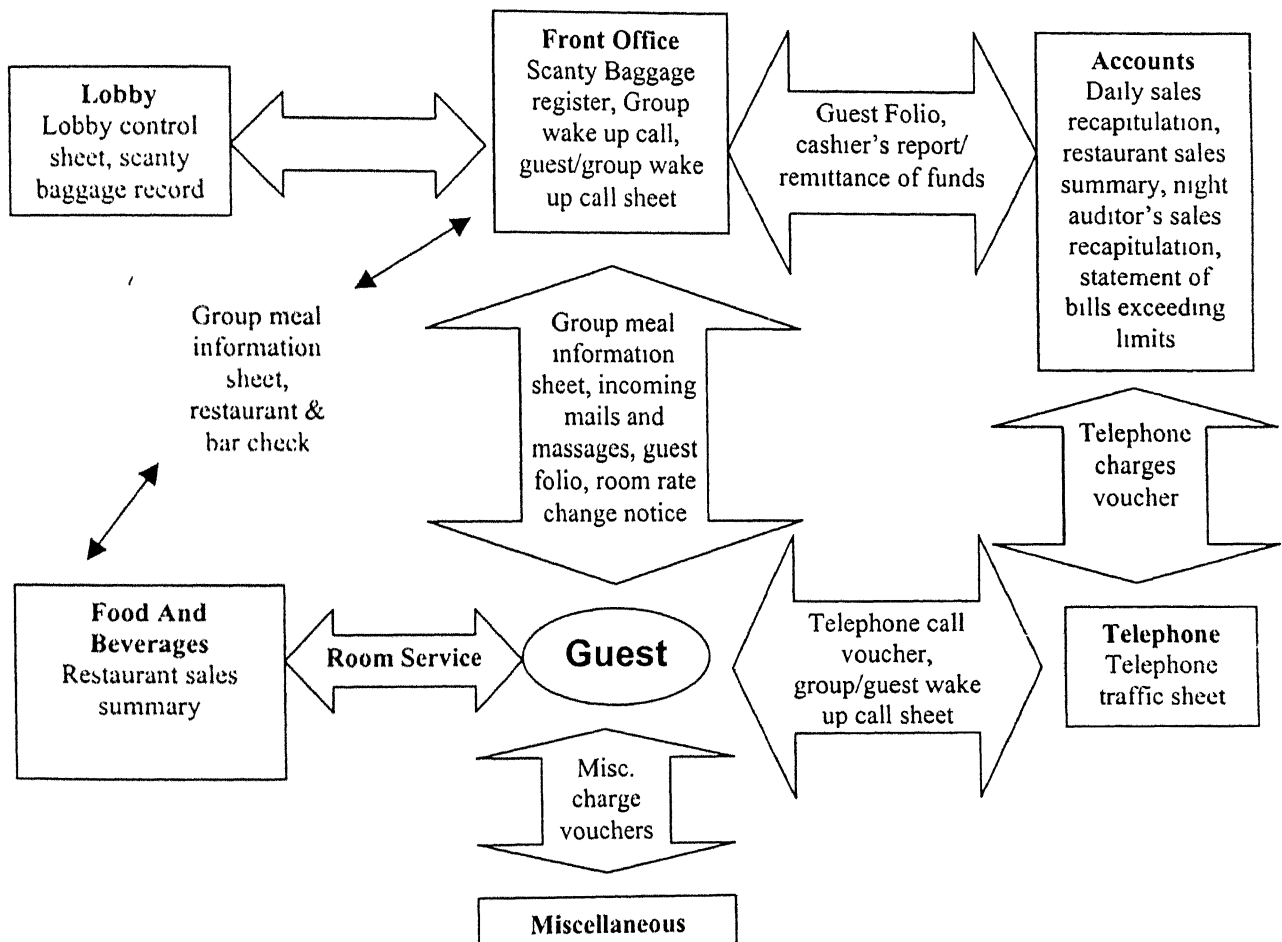 Lobby
Lobby control
sheet, scanty
baggage record
Front Office
Scanty Baggage
register, Group
wake up call,
guest/group wake
up call sheet
Guest Folio,
cashier's report/
remittance of funds
Accounts
Daily sales
recapitulation,
restaurant sales
summary, night
auditor's sales
recapitulation,
statement of
bills exceeding
limits
Group meal
information
sheet,
restaurant &
bar check
Group meal
information
sheet, incoming
mails and
massages, guest
folio, room rate
change notice
Telephone
charges
voucher
Food And
Beverages
Restaurant sales
summary
Room Service
Guest
Telephone call
voucher,
group/guest wake
up call sheet
Telephone
Telephone
traffic sheet
Misc.
charge
vouchers
Miscellaneous